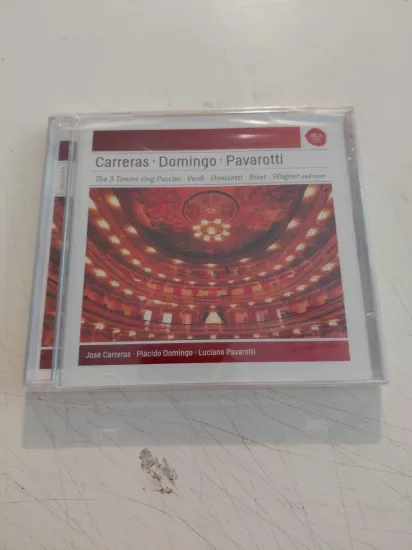 Carreras · Domingo · Pavarotti
The 3 Tenors sing Puccini · Verdi · Donizetti · Bizet · Wagner and more
José Carreras · Plácido Domingo · Luciano Pavarotti